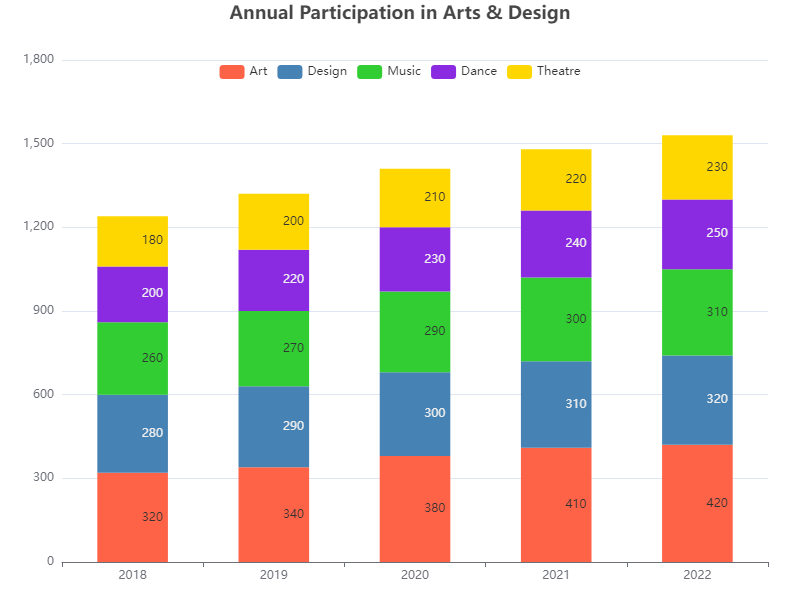 Annual Participation in Arts & Design
1,800
Art Design Music Dance Theatre
1,500
1,200
900
600
300
0
180 200 210 220 230
200 220 230 240 250
260 270 290 300 310
280 290 300 310 320
320 340 380 410 420
2018 2019 2020 2021 2022